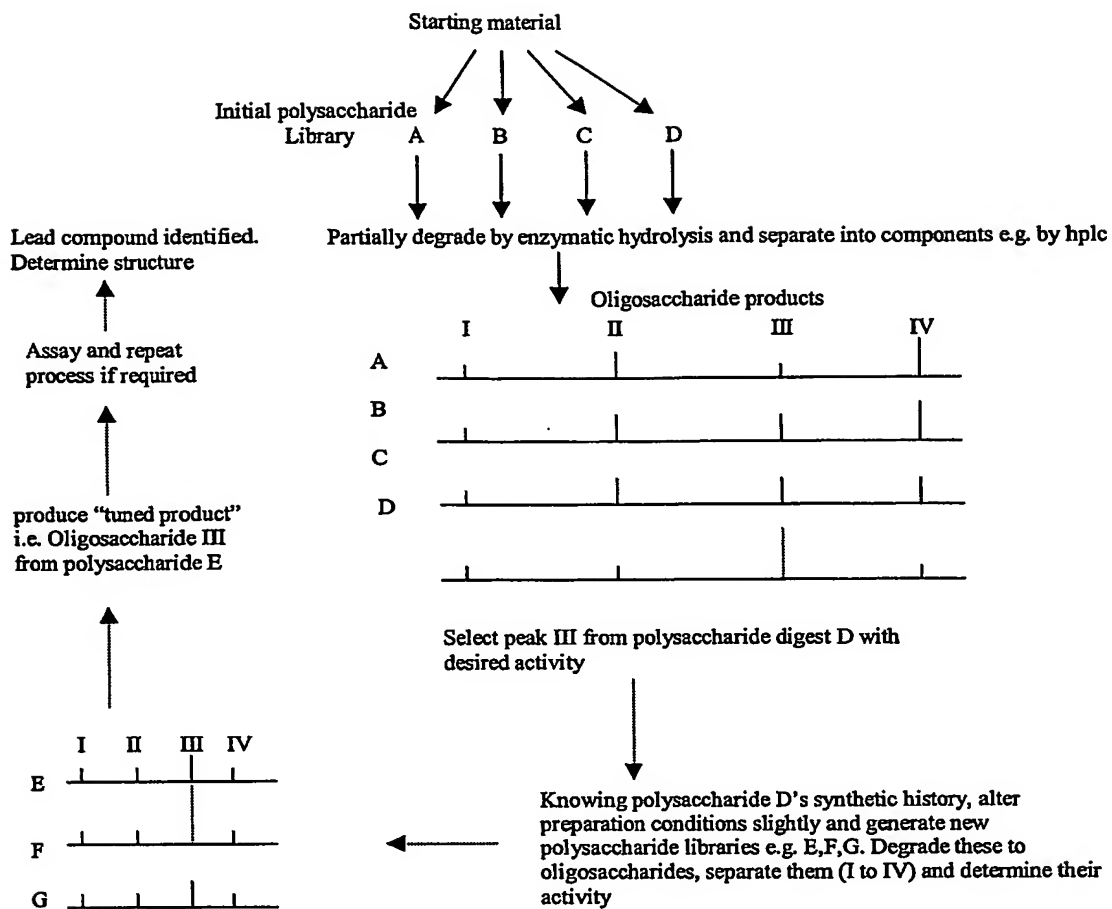 Starting material
Initial polysaccharide
Library
A B C D
Partially degrade by enzymatic hydrolysis and separate into components e.g. by hplc
Oligosaccharide products
I II III IV
A
B
C
D
Select peak III from polysaccharide digest D with
desired activity
Knowing polysaccharide D's synthetic history, alter
preparation conditions slightly and generate new
polysaccharide libraries e.g. E,F,G. Degrade these to
oligosaccharides, separate them (I to IV) and determine their
activity
I II III IV
E
F
G
produce “tuned product”
i.e. Oligosaccharide III
from polysaccharide E
Assay and repeat
process if required
Lead compound identified.
Determine structure